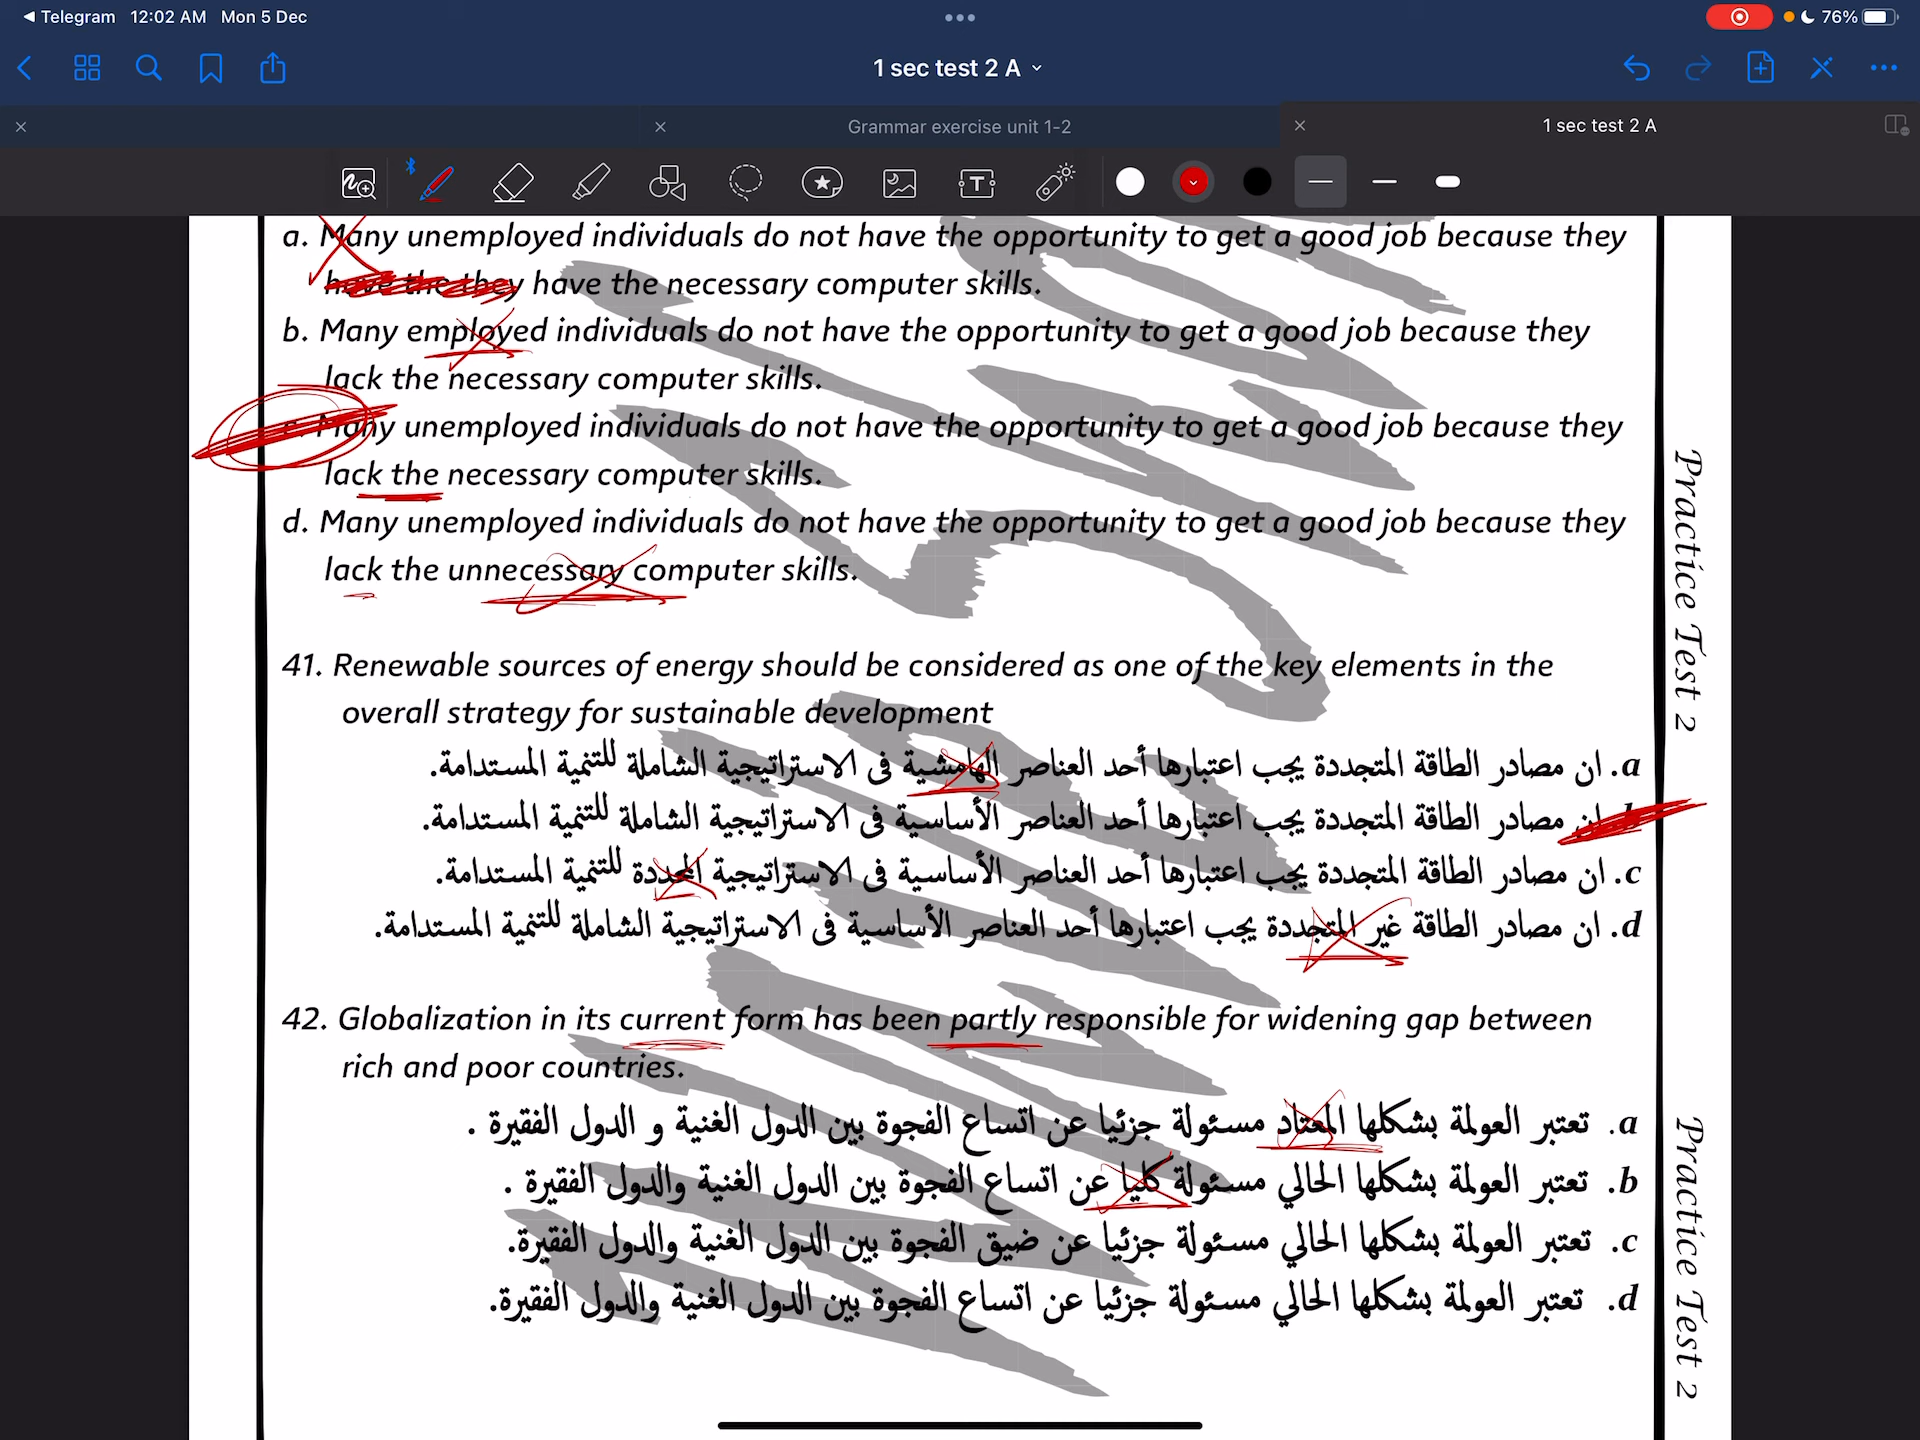 Telegram 12:02 AM Mon 5 Dec
76%
1 sec test 2 A
Grammar exercise unit 1-2
1 sec test 2 A
a. Many unemployed individuals do not have the opportunity to get a good job because they
have the they have the necessary computer skills.
b. Many employed individuals do not have the opportunity to get a good job because they
lack the necessary computer skills.
c. Many unemployed individuals do not have the opportunity to get a good job because they
lack the necessary computer skills.
d. Many unemployed individuals do not have the opportunity to get a good job because they
lack the unnecessary computer skills.
41. Renewable sources of energy should be considered as one of the key elements in the
overall strategy for sustainable development
a. ان مصادر الطاقة المتجددة يجب اعتبارها أحد العناصر الهامشية فى الاستراتيجية الشاملة للتنمية المستدامة.
b. ان مصادر الطاقة المتجددة يجب اعتبارها أحد العناصر الأساسية فى الاستراتيجية الشاملة للتنمية المستدامة.
c. ان مصادر الطاقة المتجددة يجب اعتبارها أحد العناصر الأساسية فى الاستراتيجية المحددة للتنمية المستدامة.
d. ان مصادر الطاقة غير المتجددة يجب اعتبارها أحد العناصر الأساسية فى الاستراتيجية الشاملة للتنمية المستدامة.
42. Globalization in its current form has been partly responsible for widening gap between
rich and poor countries.
a. تعتبر العولمة بشكلها المعتاد مسئولة جزئيا عن اتساع الفجوة بين الدول الغنية و الدول الفقيرة .
b. تعتبر العولمة بشكلها الحالي مسئولة كليا عن اتساع الفجوة بين الدول الغنية والدول الفقيرة .
c. تعتبر العولمة بشكلها الحالي مسئولة جزئيا عن ضيق الفجوة بين الدول الغنية والدول الفقيرة.
d. تعتبر العولمة بشكلها الحالي مسئولة جزئيا عن اتساع الفجوة بين الدول الغنية والدول الفقيرة.
Practice Test 2
Practice Test 2